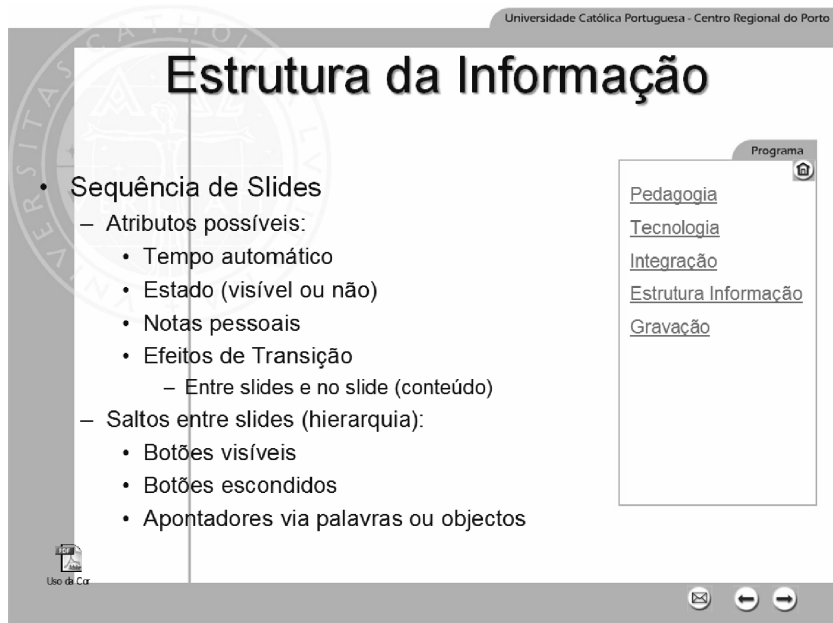 Universidade Católica Portuguesa - Centro Regional do Porto
Estrutura da Informação
• Sequência de Slides
– Atributos possíveis:
• Tempo automático
• Estado (visível ou não)
• Notas pessoais
• Efeitos de Transição
– Entre slides e no slide (conteúdo)
– Saltos entre slides (hierarquia):
• Botões visíveis
• Botões escondidos
• Apontadores via palavras ou objectos
Programa
Pedagogia
Tecnologia
Integração
Estrutura Informação
Gravação
Uso da Cor